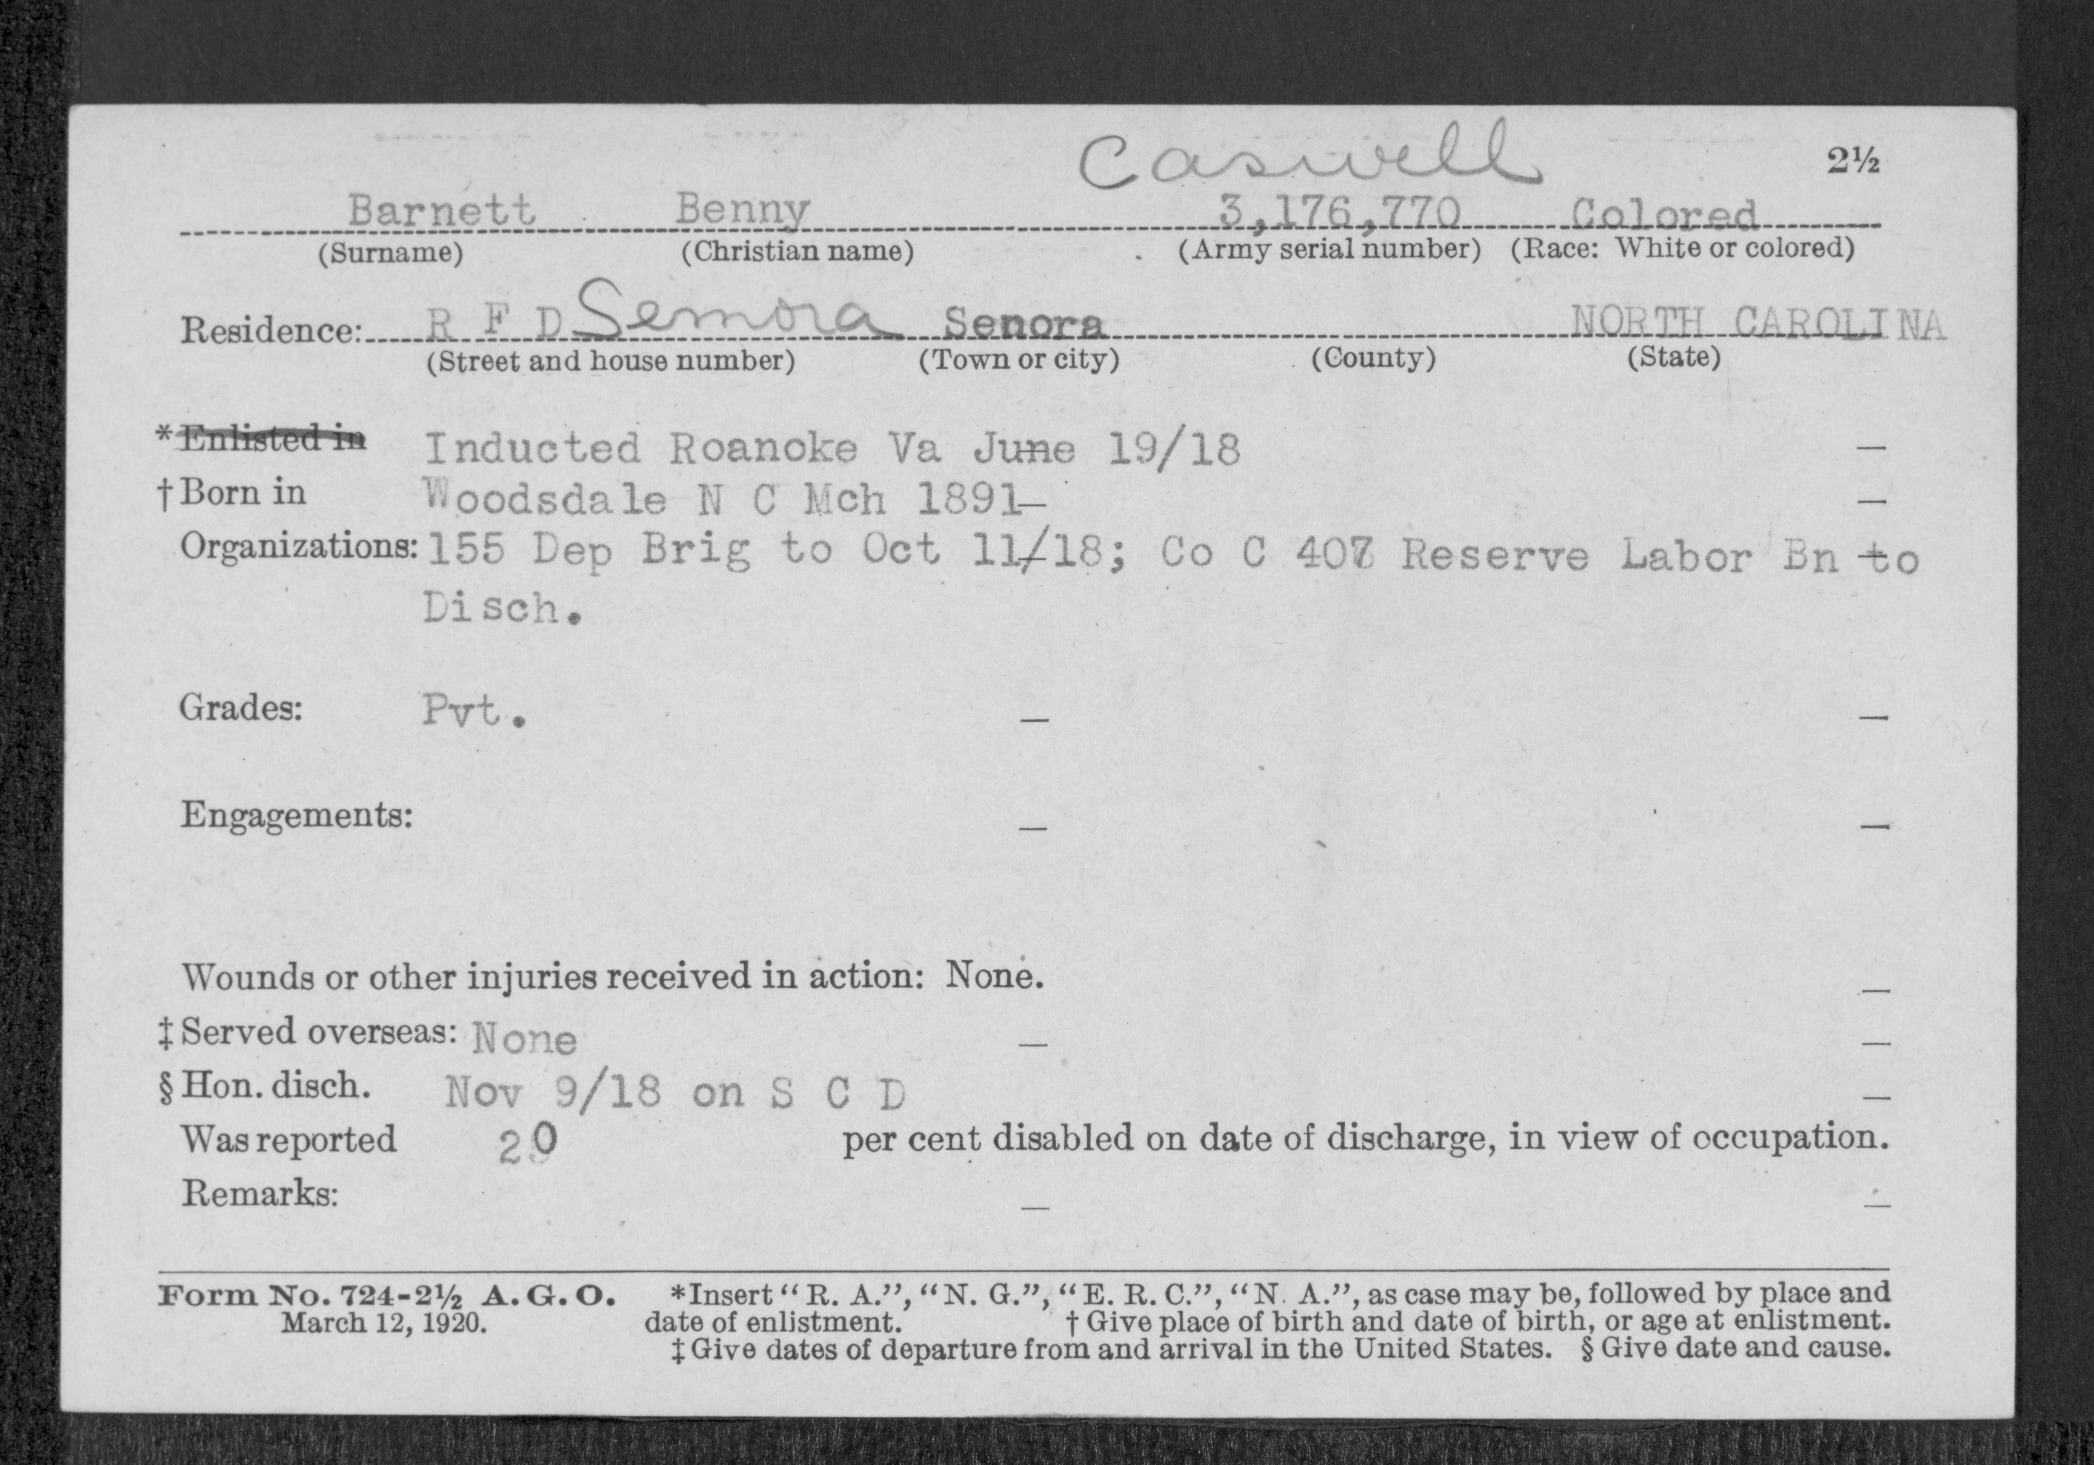 Caswell 2½
Barnett Benny 3,176,770 Colored
(Surname) (Christian name) (Army serial number) (Race: White or colored)
Residence: R F D Semora Senora NORTH CAROLINA
(Street and house number) (Town or city) (County) (State)
*Enlisted in Inducted Roanoke Va June 19/18 —
†Born in Woodsdale N C Mch 1891— —
Organizations: 155 Dep Brig to Oct 11/18; Co C 407 Reserve Labor Bn to
Disch.
Grades: Pvt. — —
Engagements: — —
Wounds or other injuries received in action: None. —
‡Served overseas: None — —
§Hon. disch. Nov 9/18 on S C D —
Was reported 20 per cent disabled on date of discharge, in view of occupation.
Remarks: — —
Form No. 724-2½ A.G.O. *Insert "R. A.", "N. G.", "E. R. C.", "N. A.", as case may be, followed by place and
March 12, 1920. date of enlistment. †Give place of birth and date of birth, or age at enlistment.
‡Give dates of departure from and arrival in the United States. §Give date and cause.